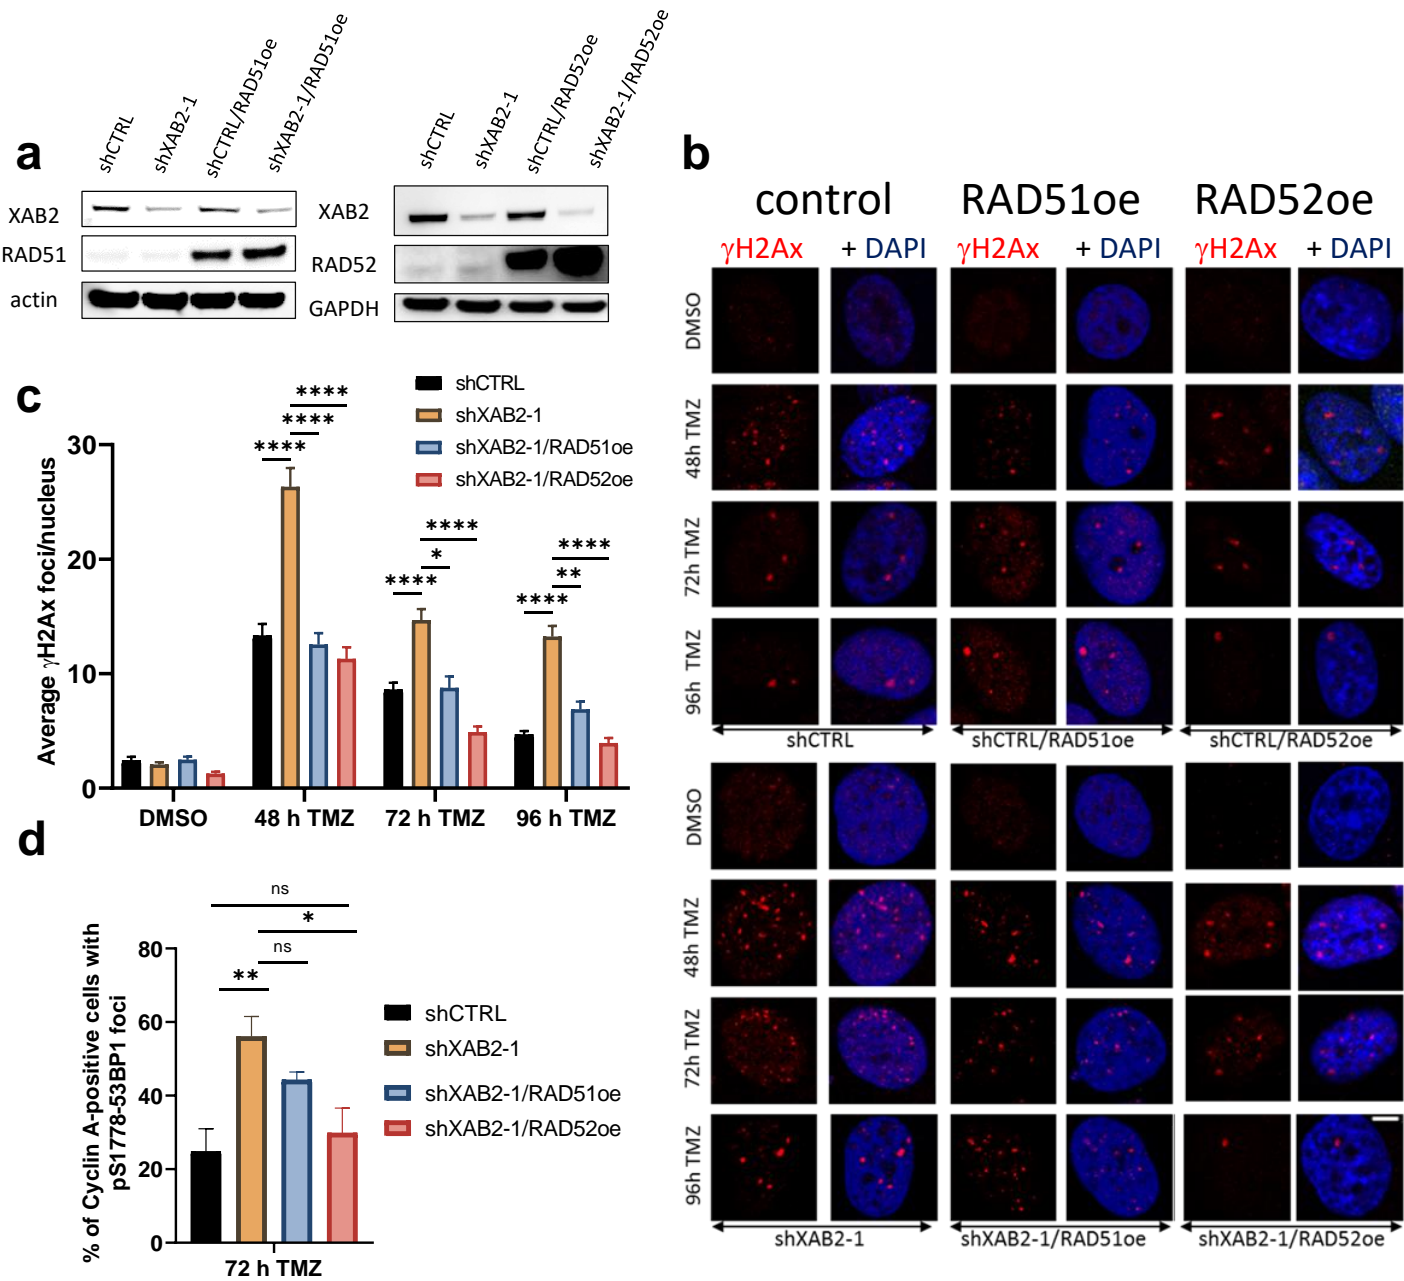 a
shCTRL
shXAB2-1
shCTRL/RAD51oe
shXAB2-1/RAD51oe
XAB2
RAD51
actin
shCTRL
shXAB2-1
shCTRL/RAD52oe
shXAB2-1/RAD52oe
XAB2
RAD52
GAPDH
b
control RAD51oe RAD52oe
γH2Ax + DAPI γH2Ax + DAPI γH2Ax + DAPI
DMSO
48h TMZ
72h TMZ
96h TMZ
shCTRL shCTRL/RAD51oe shCTRL/RAD52oe
DMSO
48h TMZ
72h TMZ
96h TMZ
shXAB2-1 shXAB2-1/RAD51oe shXAB2-1/RAD52oe
c
shCTRL
shXAB2-1
shXAB2-1/RAD51oe
shXAB2-1/RAD52oe
Average γH2Ax foci/nucleus
30
20
10
0
****
****
****
****
*
****
****
**
****
DMSO 48 h TMZ 72 h TMZ 96 h TMZ
d
% of Cyclin A-positive cells with
pS1778-53BP1 foci
80
60
40
20
0
ns
*
ns
**
72 h TMZ
shCTRL
shXAB2-1
shXAB2-1/RAD51oe
shXAB2-1/RAD52oe